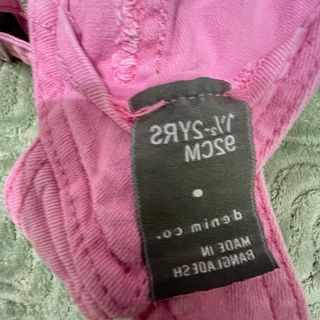 1½-2YRS
92CM
denim co.
MADE IN
BANGLADESH